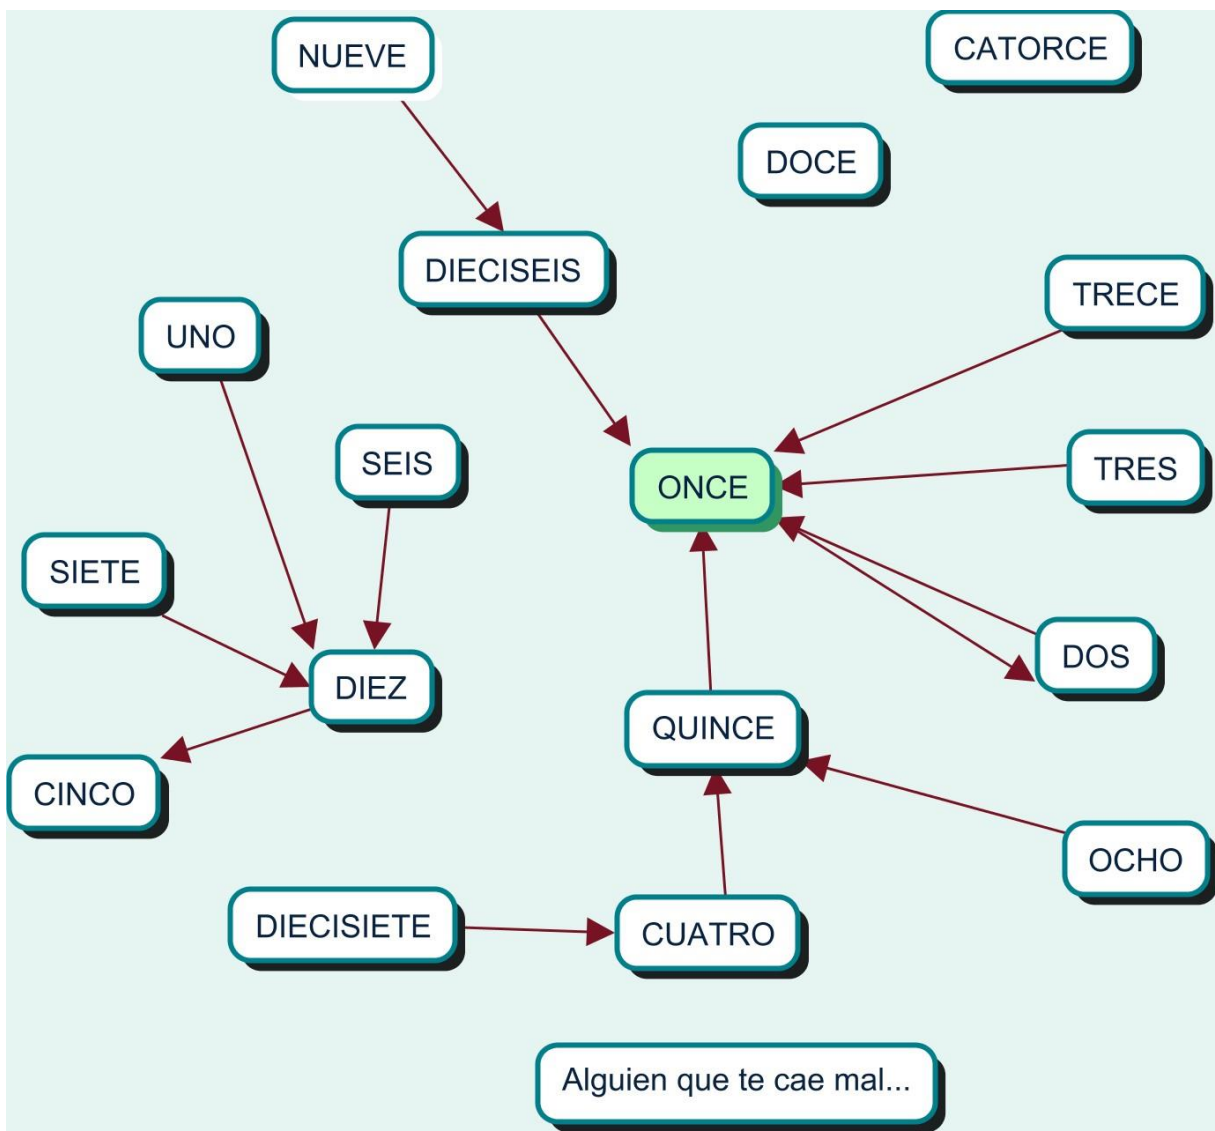 NUEVE
CATORCE
DOCE
DIECISEIS
TRECE
UNO
SEIS
TRES
ONCE
SIETE
DOS
DIEZ
QUINCE
CINCO
OCHO
DIECISIETE
CUATRO
Alguien que te cae mal...